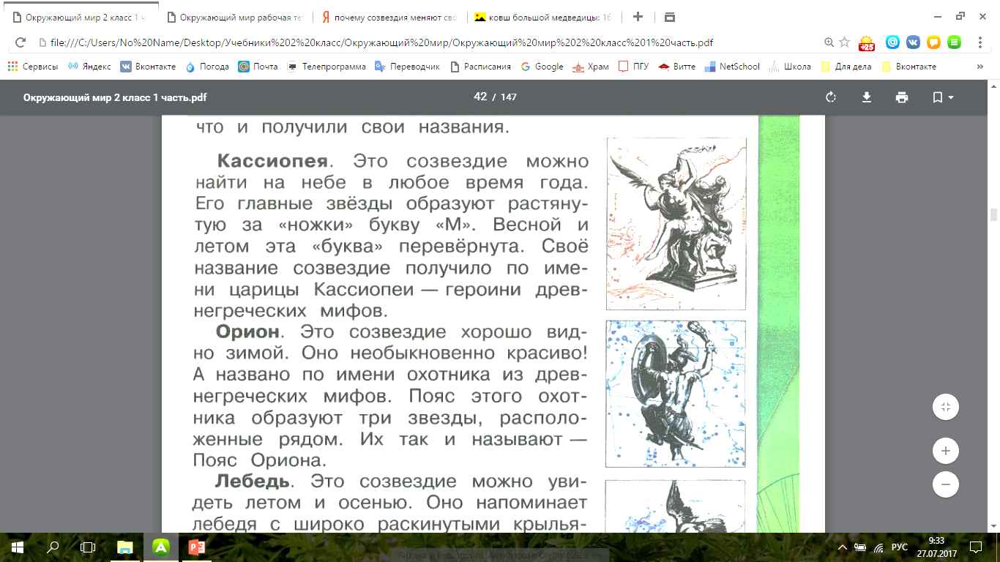 Окружающий мир 2 класс 1 ч
Окружающий мир рабочая те
почему созвездия меняют сво
ковш большой медведицы: 16
file:///C:/Users/No%20Name/Desktop/Учебники%202%20класс/Окружающий%20мир/Окружающий%20мир%202%20класс%201%20часть.pdf
+25
Сервисы Яндекс Вконтакте Погода Почта Телепрограмма Переводчик Расписания Google Храм ПГУ Витте NetSchool Школа Для дела Вконтакте »
Окружающий мир 2 класс 1 часть.pdf
42 / 147
что и получили свои названия.
Кассиопея. Это созвездие можно
найти на небе в любое время года.
Его главные звёзды образуют растяну-
тую за «ножки» букву «М». Весной и
летом эта «буква» перевёрнута. Своё
название созвездие получило по име-
ни царицы Кассиопеи — героини древ-
негреческих мифов.
Орион. Это созвездие хорошо вид-
но зимой. Оно необыкновенно красиво!
А названо по имени охотника из древ-
негреческих мифов. Пояс этого охот-
ника образуют три звезды, располо-
женные рядом. Их так и называют —
Пояс Ориона.
Лебедь. Это созвездие можно уви-
деть летом и осенью. Оно напоминает
лебедя с широко раскинутыми крылья-
РУС
9:33
27.07.2017